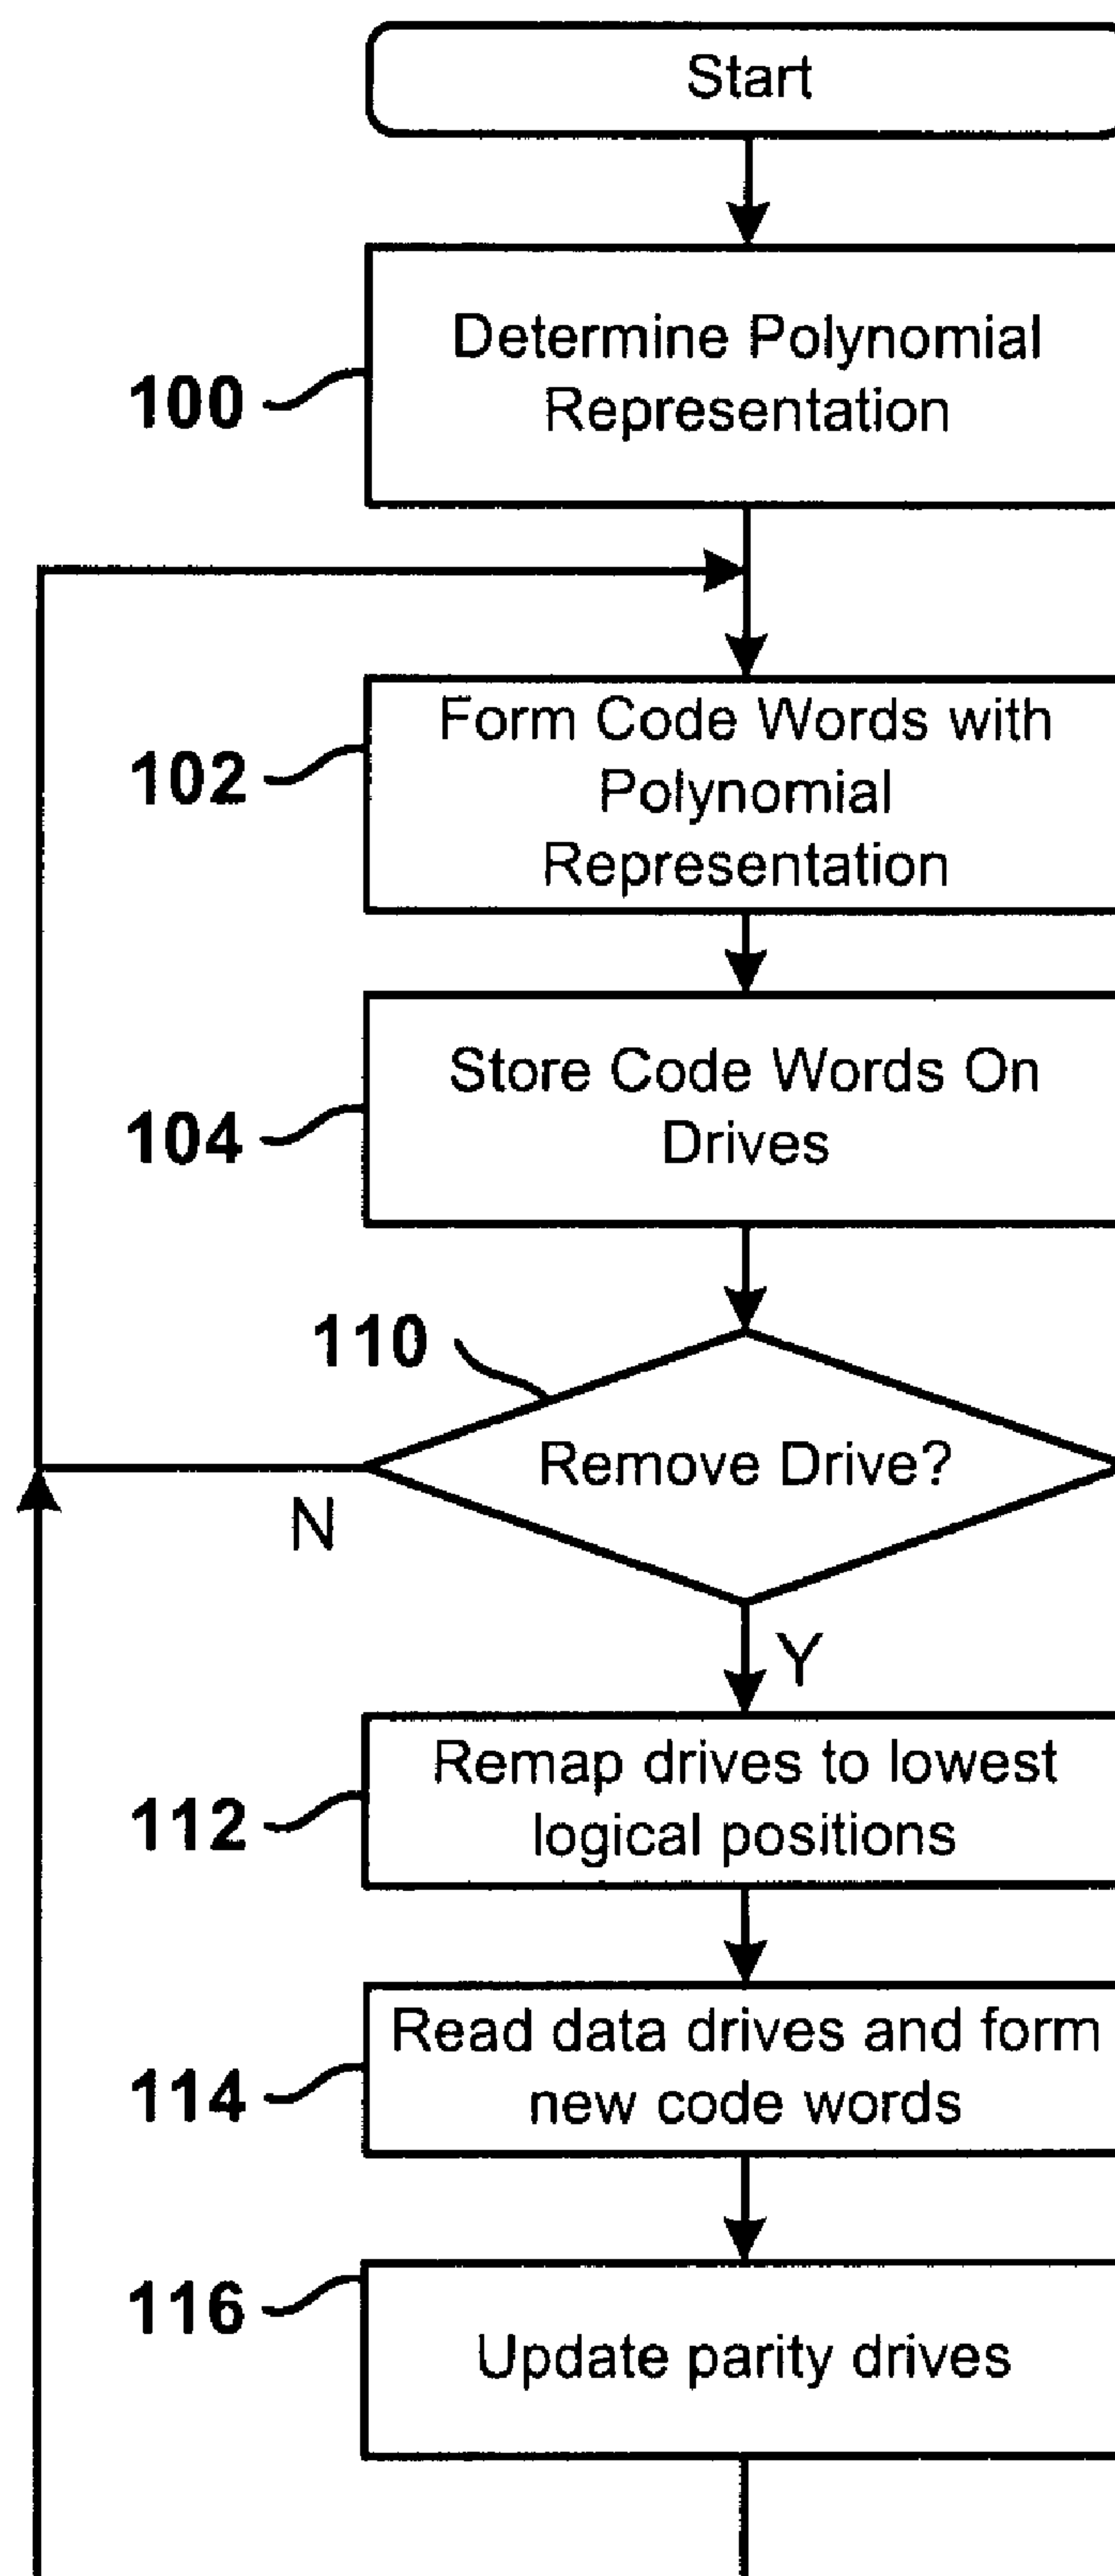 Start
100
Determine Polynomial
Representation
102
Form Code Words with
Polynomial
Representation
104
Store Code Words On
Drives
110
Remove Drive?
N
Y
112
Remap drives to lowest
logical positions
114
Read data drives and form
new code words
116
Update parity drives